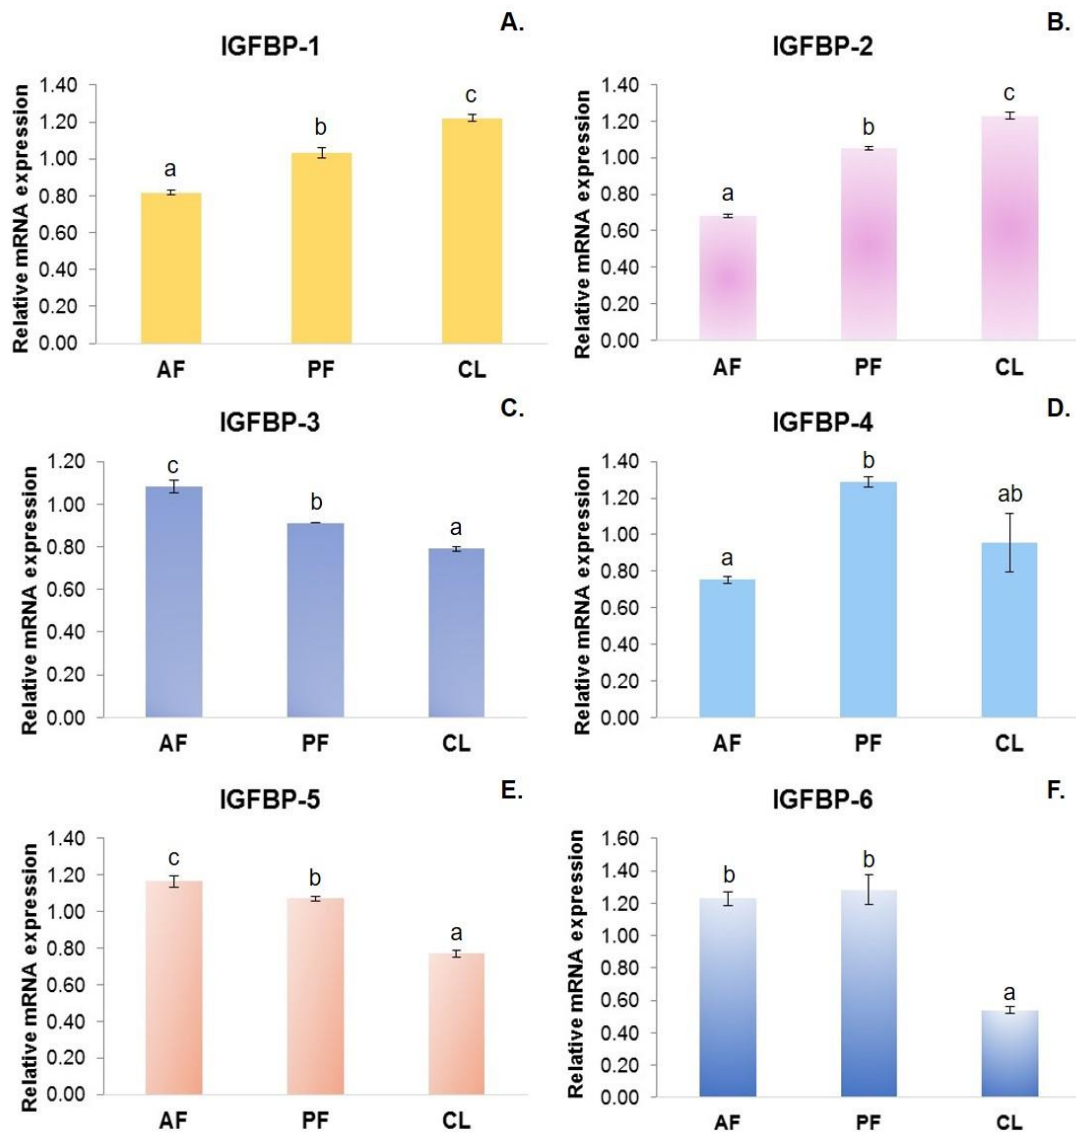 A.
IGFBP-1
Relative mRNA expression
1.40
1.20
1.00
0.80
0.60
0.40
0.20
0.00
a
b
c
AF PF CL
B.
IGFBP-2
Relative mRNA expression
1.40
1.20
1.00
0.80
0.60
0.40
0.20
0.00
a
b
c
AF PF CL
C.
IGFBP-3
Relative mRNA expression
1.20
1.00
0.80
0.60
0.40
0.20
0.00
c
b
a
AF PF CL
D.
IGFBP-4
Relative mRNA expression
1.40
1.20
1.00
0.80
0.60
0.40
0.20
0.00
a
b
ab
AF PF CL
E.
IGFBP-5
Relative mRNA expression
1.40
1.20
1.00
0.80
0.60
0.40
0.20
0.00
c
b
a
AF PF CL
F.
IGFBP-6
Relative mRNA expression
1.60
1.40
1.20
1.00
0.80
0.60
0.40
0.20
0.00
b
b
a
AF PF CL